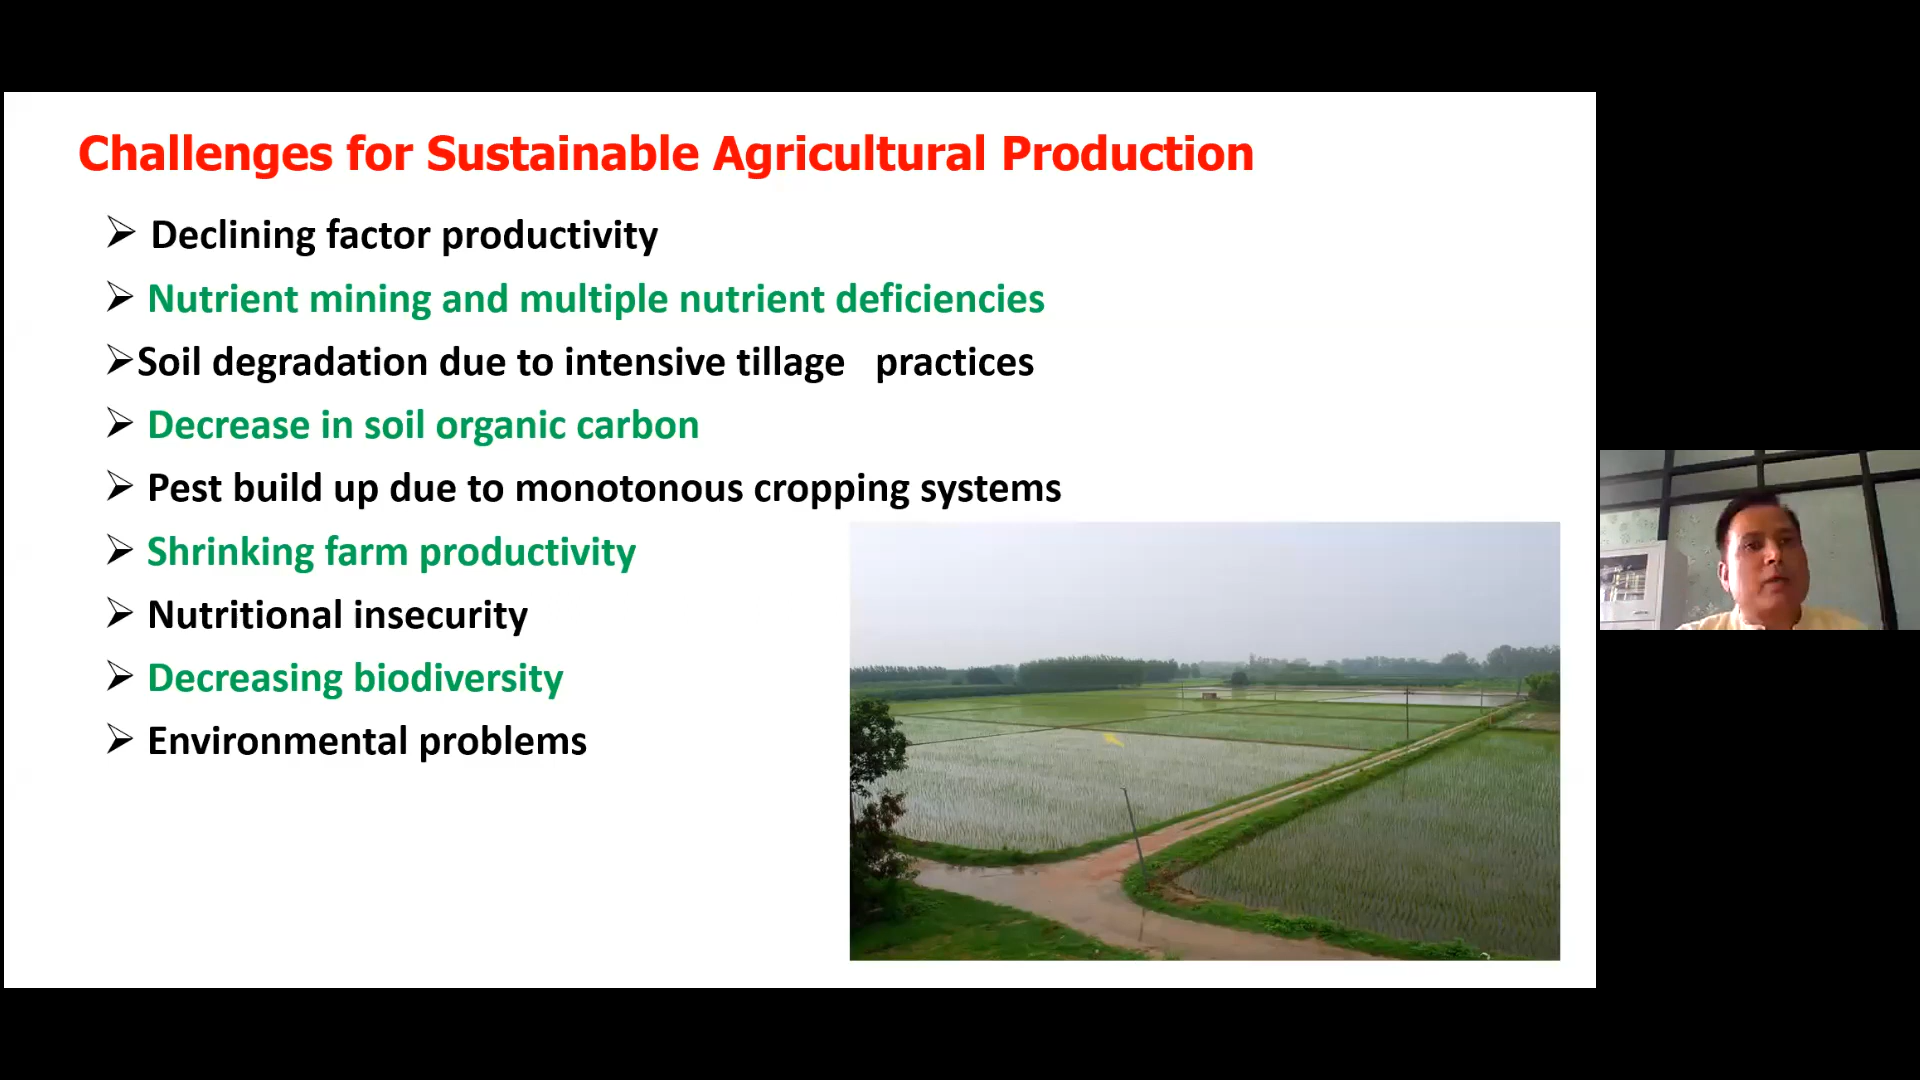 Challenges for Sustainable Agricultural Production
➢ Declining factor productivity
➢ Nutrient mining and multiple nutrient deficiencies
➢Soil degradation due to intensive tillage practices
➢ Decrease in soil organic carbon
➢ Pest build up due to monotonous cropping systems
➢ Shrinking farm productivity
➢ Nutritional insecurity
➢ Decreasing biodiversity
➢ Environmental problems